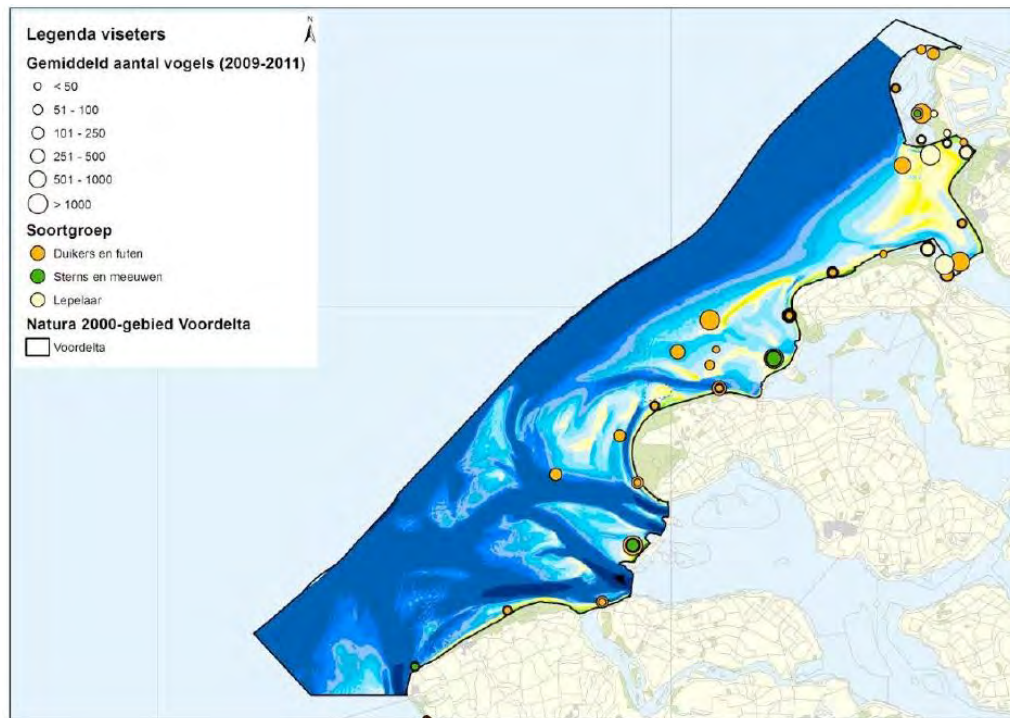 Legenda viseters
N
Gemiddeld aantal vogels (2009-2011)
< 50
51 - 100
101 - 250
251 - 500
501 - 1000
> 1000
Soortgroep
Duikers en futen
Sterns en meeuwen
Lepelaar
Natura 2000-gebied Voordelta
Voordelta